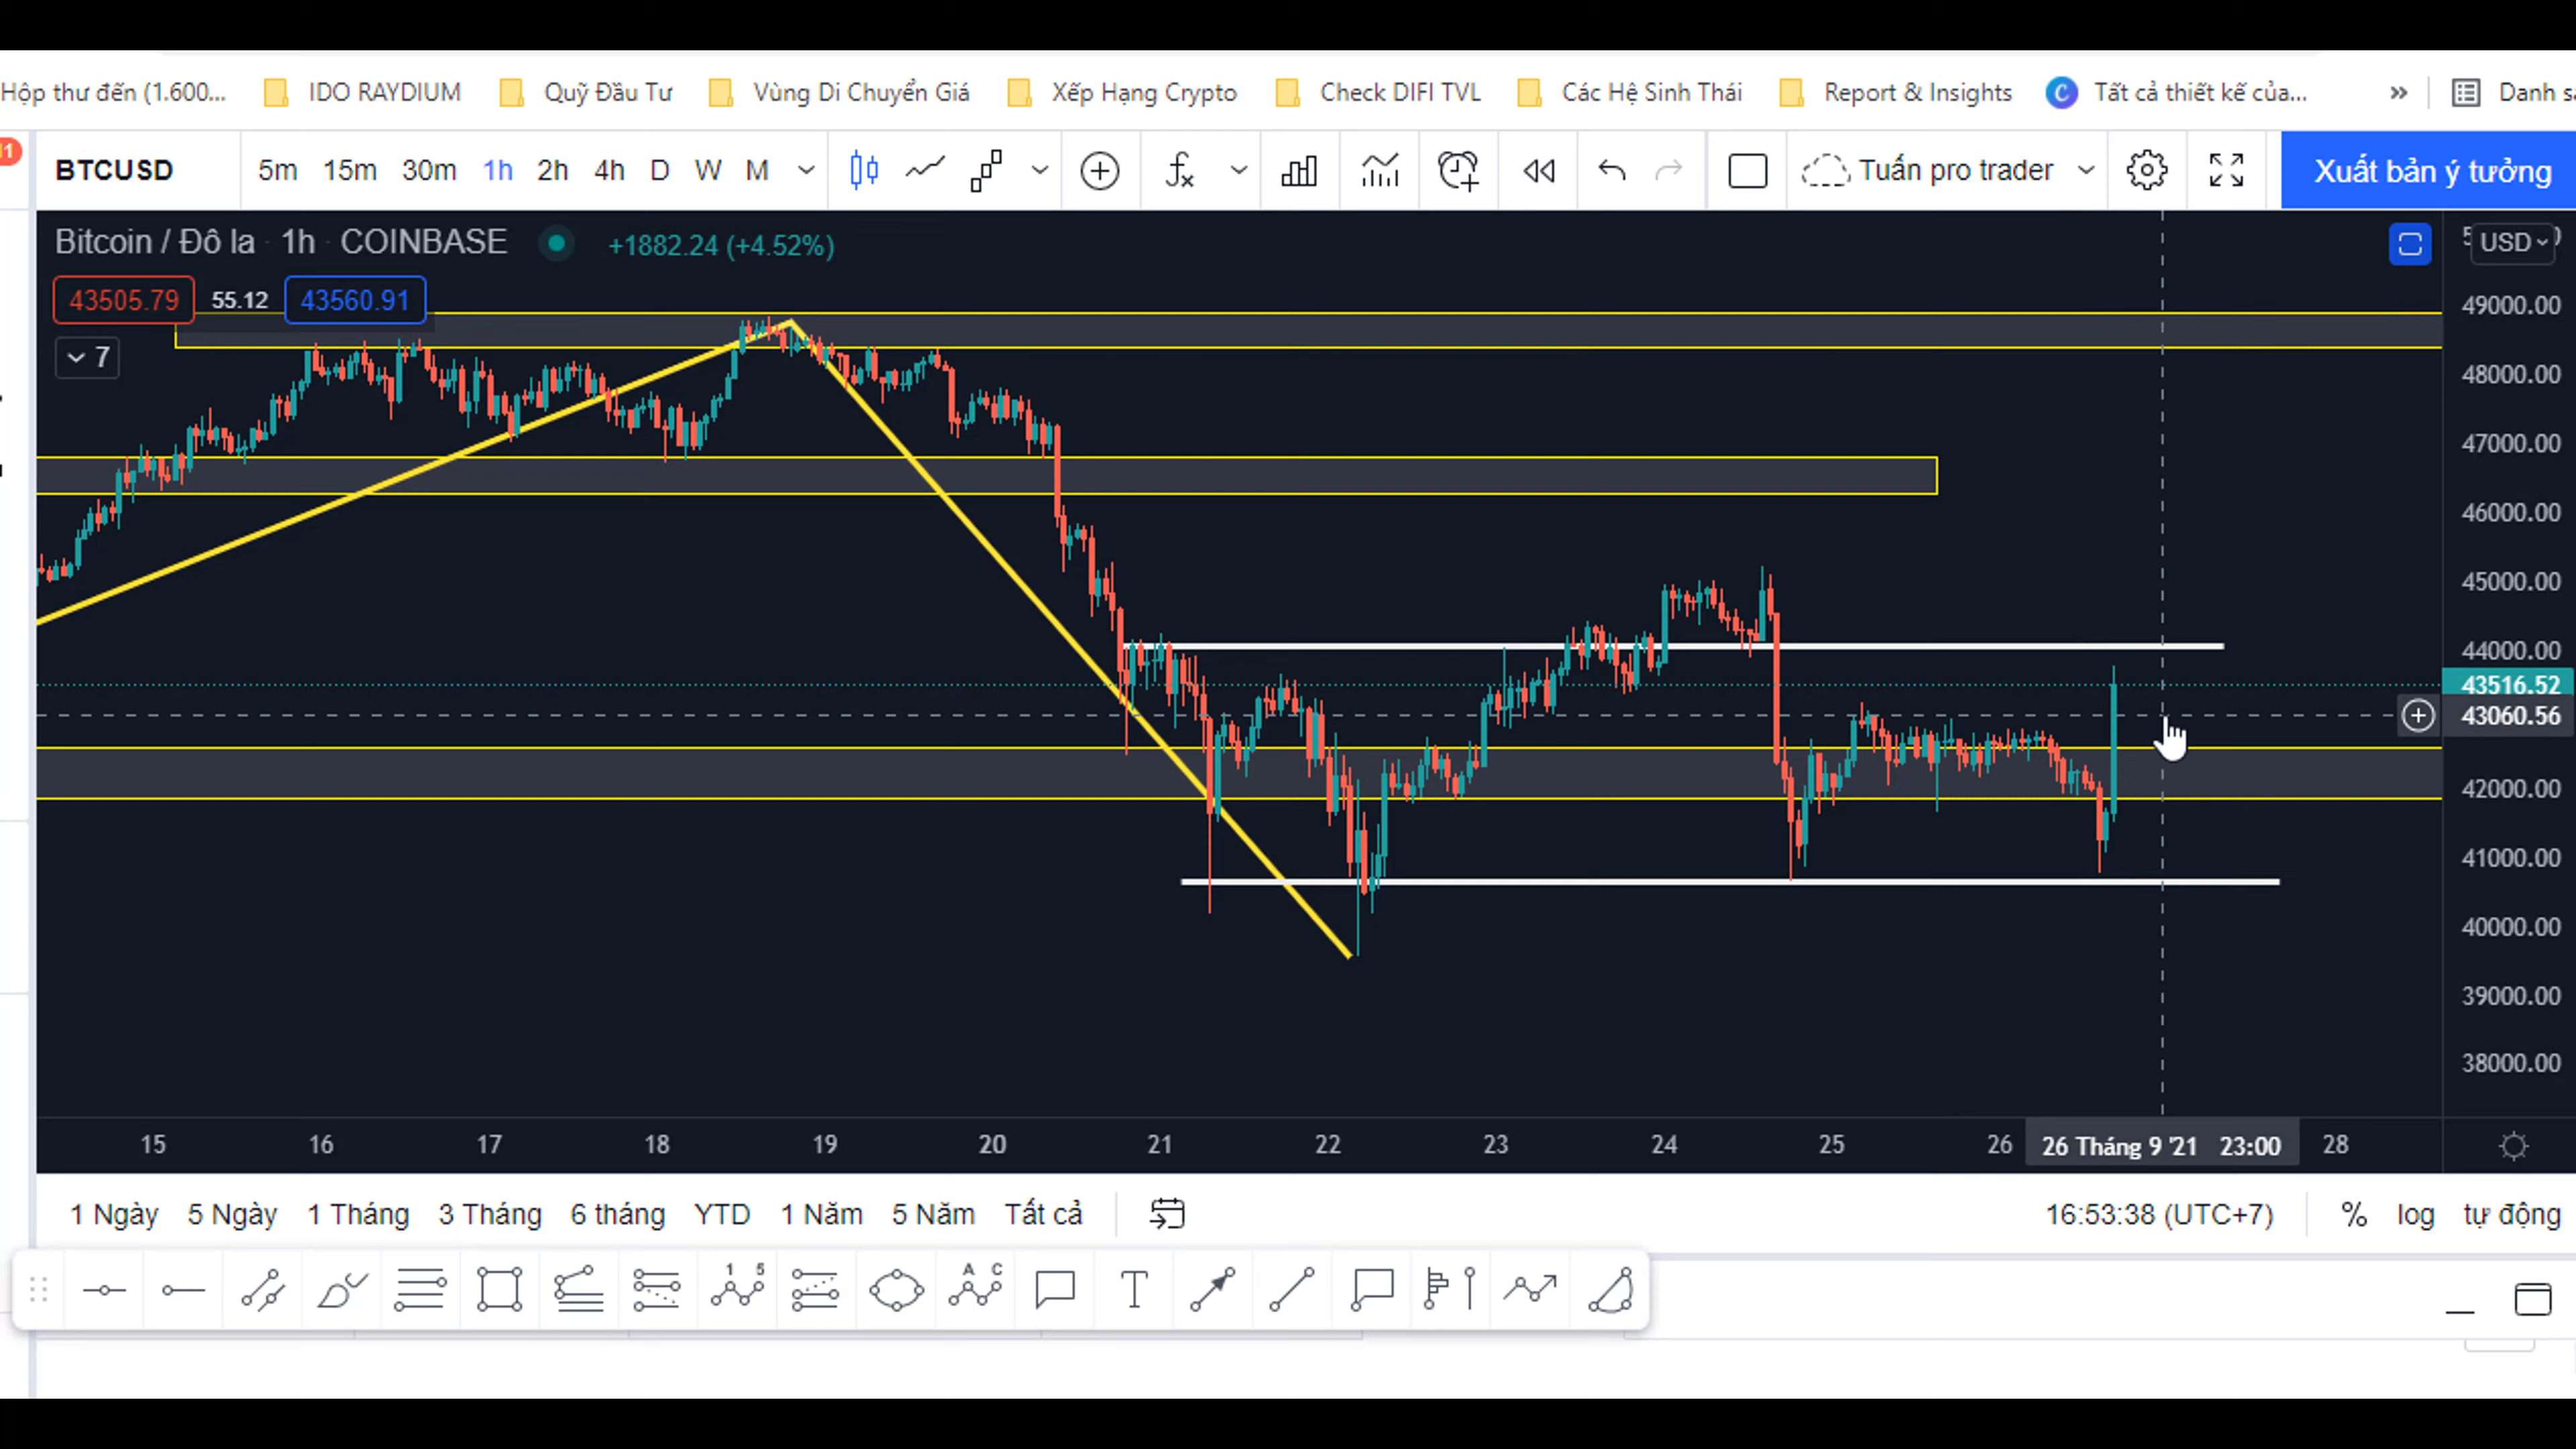 Hộp thư đến (1.600... IDO RAYDIUM Quỹ Đầu Tư Vùng Di Chuyển Giá Xếp Hạng Crypto Check DIFI TVL Các Hệ Sinh Thái Report & Insights Tất cả thiết kế của... » Danh
BTCUSD 5m 15m 30m 1h 2h 4h D W M Tuấn pro trader Xuất bản ý tưởng
Bitcoin / Đô la · 1h · COINBASE +1882.24 (+4.52%) USD
43505.79 55.12 43560.91
7
49000.00
48000.00
47000.00
46000.00
45000.00
44000.00
43516.52
43060.56
42000.00
41000.00
40000.00
39000.00
38000.00
15 16 17 18 19 20 21 22 23 24 25 26 26 Tháng 9 '21 23:00 28
1 Ngày 5 Ngày 1 Tháng 3 Tháng 6 tháng YTD 1 Năm 5 Năm Tất cả 16:53:38 (UTC+7) % log tự động
1 5 A C T